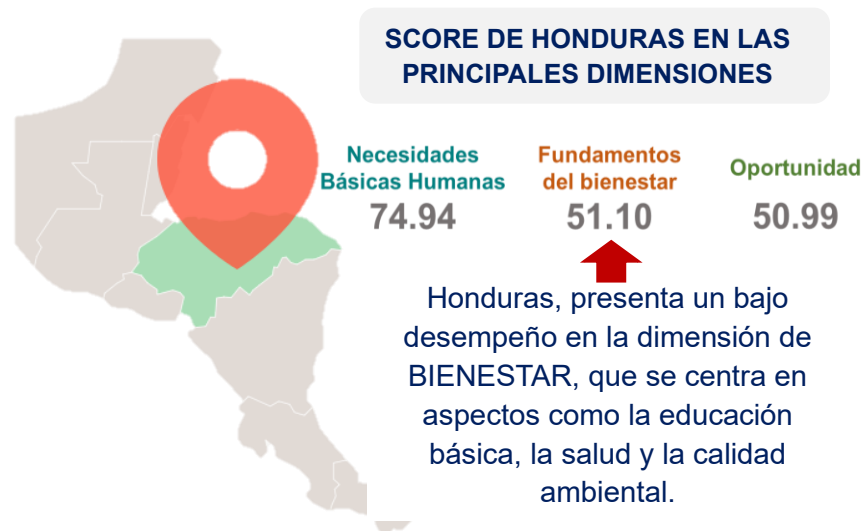 SCORE DE HONDURAS EN LAS
PRINCIPALES DIMENSIONES
Necesidades
Básicas Humanas
74.94
Fundamentos
del bienestar
51.10
Oportunidad
50.99
Honduras, presenta un bajo
desempeño en la dimensión de
BIENESTAR, que se centra en
aspectos como la educación
básica, la salud y la calidad
ambiental.